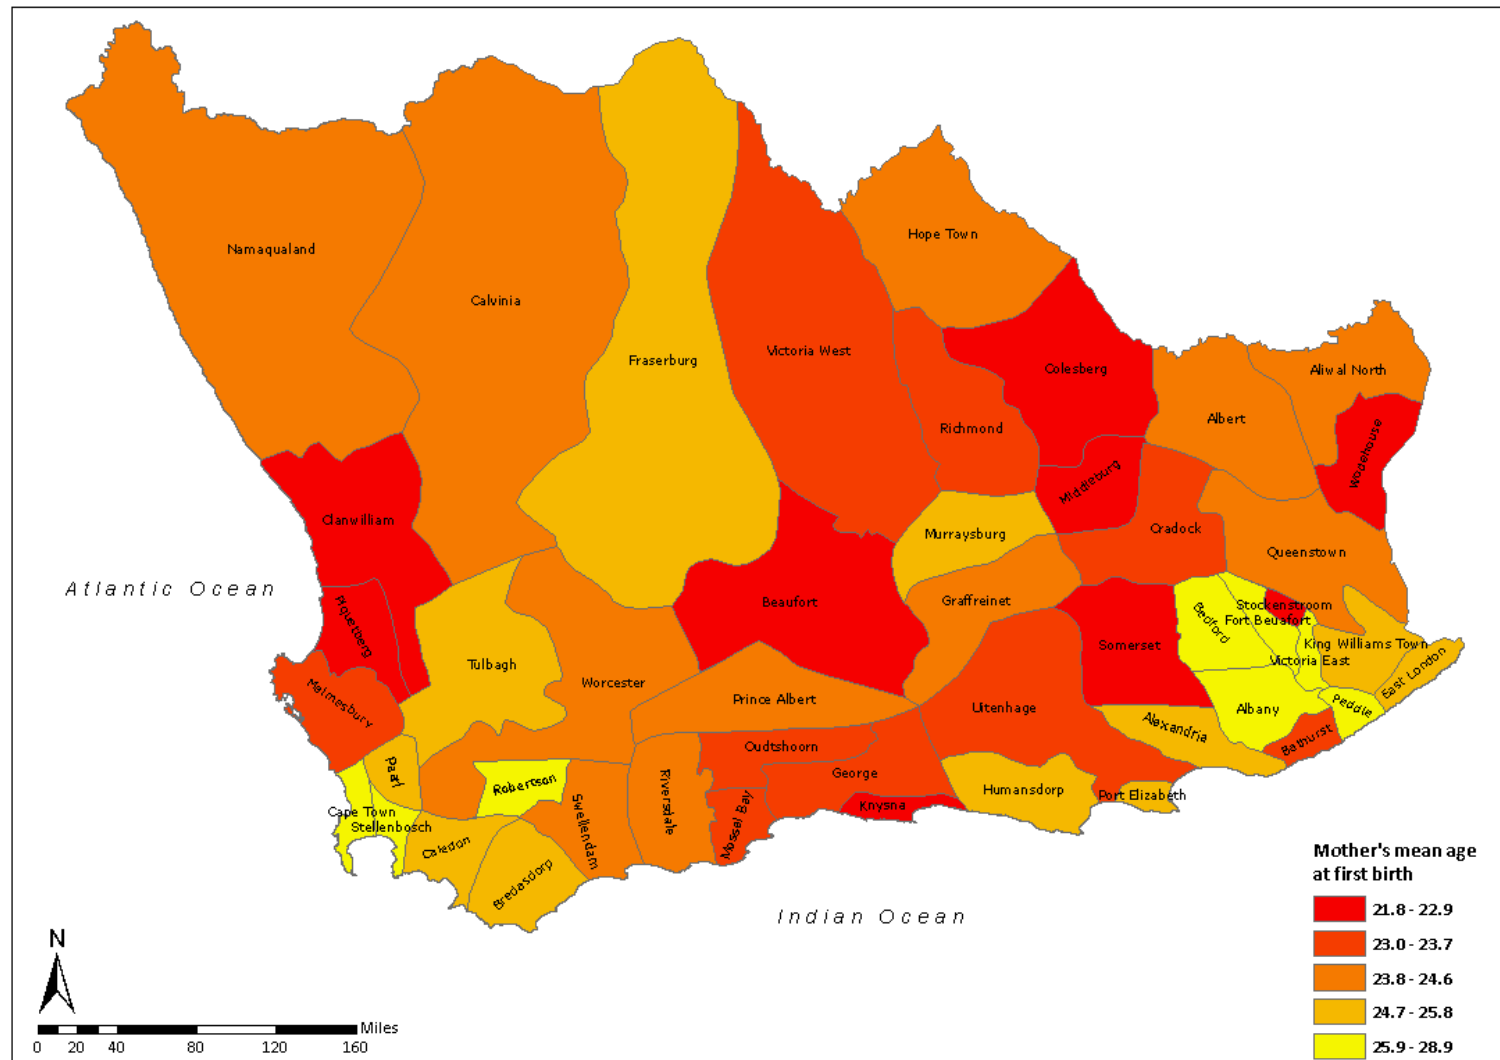 Namaqualand
Calvinia
Fraserburg
Victoria West
Hope Town
Richmond
Colesberg
Middleburg
Albert
Aliwal North
Wodehouse
Clanwilliam
Murraysburg
Cradock
Queenstown
Atlantic Ocean
Piquetberg
Beaufort
Graffreinet
Somerset
Bedford
Stockenstroom
Fort Beuafort
King Williams Town
Victoria East
East London
Malmesbury
Tulbagh
Worcester
Prince Albert
Uitenhage
Alexandria
Albany
Peddie
Bathurst
Paarl
Robertson
Swellendam
Riversdale
Oudtshoorn
George
Mossel Bay
Knysna
Humansdorp
Port Elizabeth
Cape Town
Stellenbosch
Caledon
Bredasdorp
Indian Ocean
Mother's mean age
at first birth
21.8 - 22.9
23.0 - 23.7
23.8 - 24.6
24.7 - 25.8
25.9 - 28.9
N
Miles
0 20 40 80 120 160